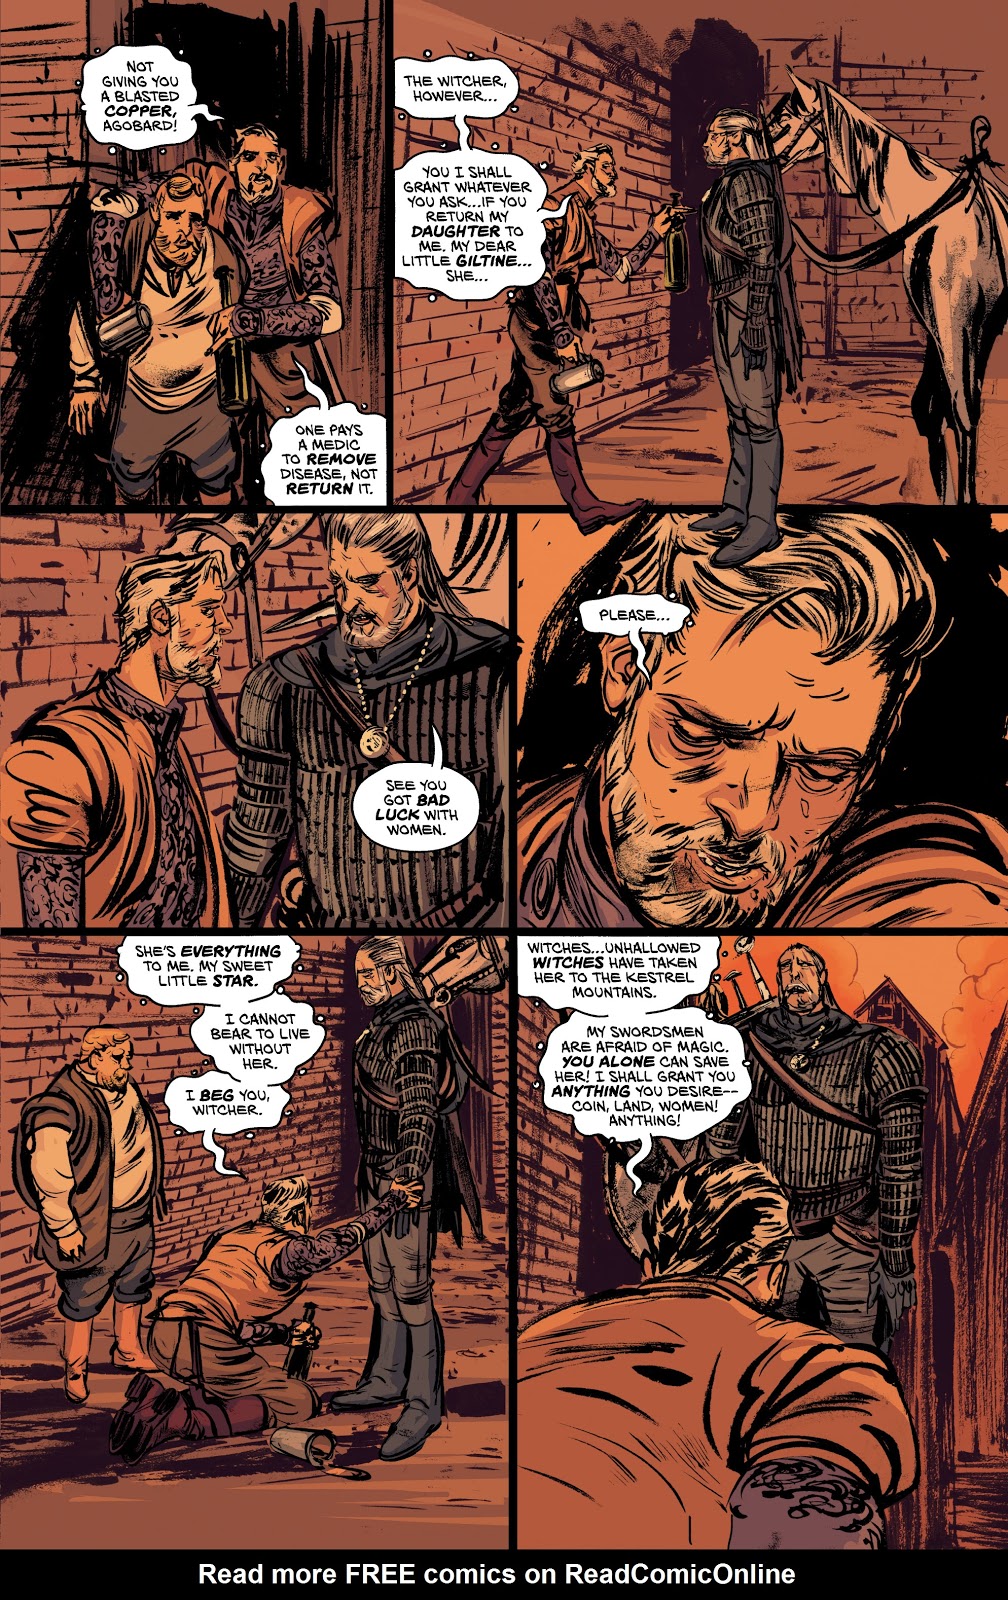 NOT
GIVING YOU
A BLASTED
COPPER,
AGOBARD!
ONE PAYS
A MEDIC
TO REMOVE
DISEASE, NOT
RETURN IT.
THE WITCHER,
HOWEVER...
YOU I SHALL
GRANT WHATEVER
YOU ASK...IF YOU
RETURN MY
DAUGHTER TO
ME. MY DEAR
LITTLE GILTINE...
SHE...
SEE YOU
GOT BAD
LUCK WITH
WOMEN.
PLEASE...
SHE'S EVERYTHING
TO ME. MY SWEET
LITTLE STAR.
I CANNOT
BEAR TO LIVE
WITHOUT
HER.
I BEG YOU,
WITCHER.
WITCHES...UNHALLOWED
WITCHES HAVE TAKEN
HER TO THE KESTREL
MOUNTAINS.
MY SWORDSMEN
ARE AFRAID OF MAGIC.
YOU ALONE CAN SAVE
HER! I SHALL GRANT YOU
ANYTHING YOU DESIRE--
COIN, LAND, WOMEN!
ANYTHING!
Read more FREE comics on ReadComicOnline